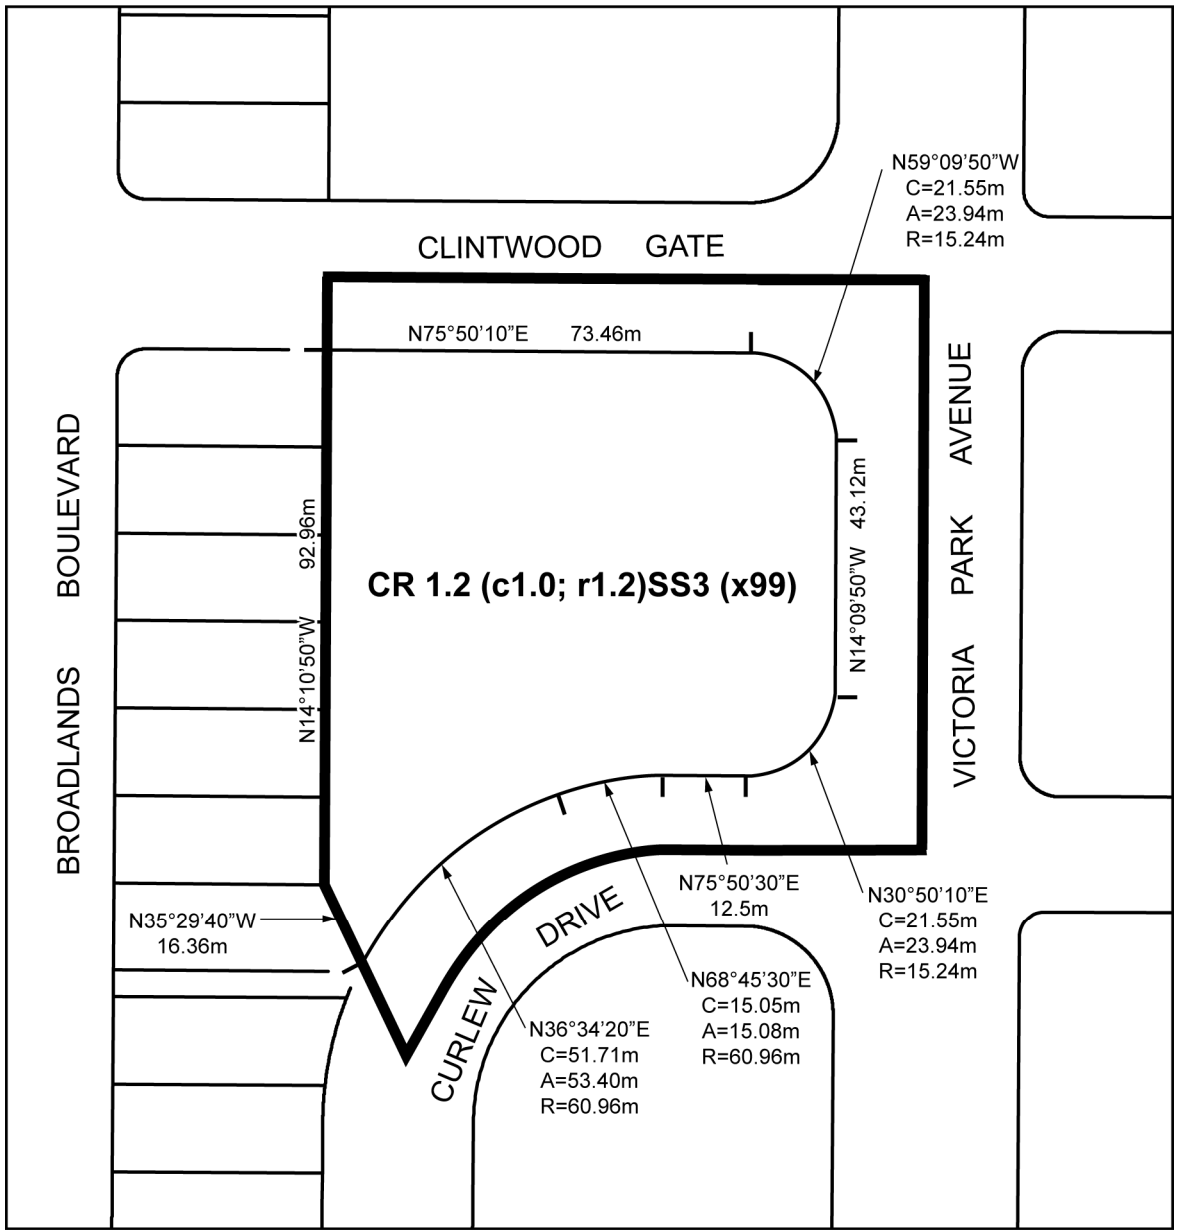 N59°09’50”W
C=21.55m
A=23.94m
R=15.24m
CLINTWOOD GATE
N75°50’10”E 73.46m
BROADLANDS BOULEVARD
N14°10’50”W 92.96m
CR 1.2 (c1.0; r1.2)SS3 (x99)
N14°09’50”W 43.12m
VICTORIA PARK AVENUE
N75°50’30”E
12.5m
N30°50’10”E
C=21.55m
A=23.94m
R=15.24m
N35°29’40”W
16.36m
CURLEW DRIVE
N68°45’30”E
C=15.05m
A=15.08m
R=60.96m
N36°34’20”E
C=51.71m
A=53.40m
R=60.96m